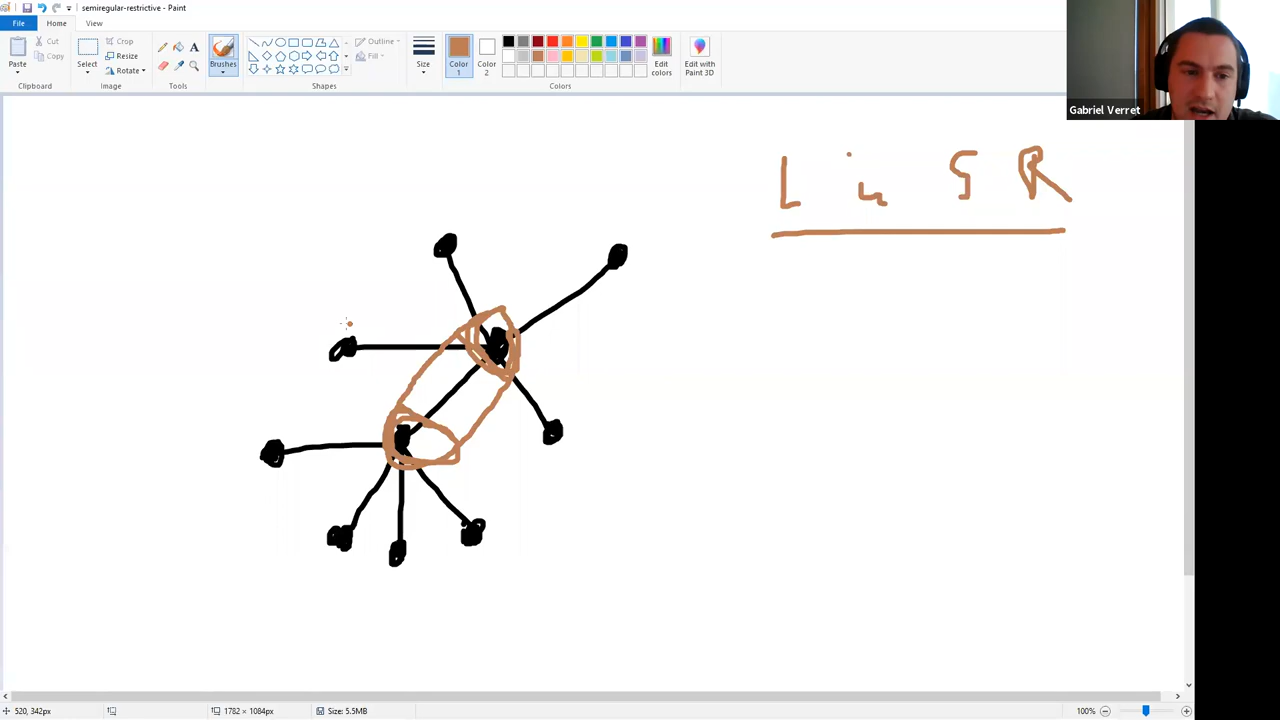 semiregular-restrictive - Paint
File Home View
Cut
Copy
Paste
Clipboard
Crop
Resize
Rotate
Select
Image
Tools
Brushes
Outline
Fill
Shapes
Size
Color 1
Color 2
Edit colors
Edit with Paint 3D
Colors
Gabriel Verret
L is S R
520, 342px
1782 × 1084px
Size: 5.5MB
100%